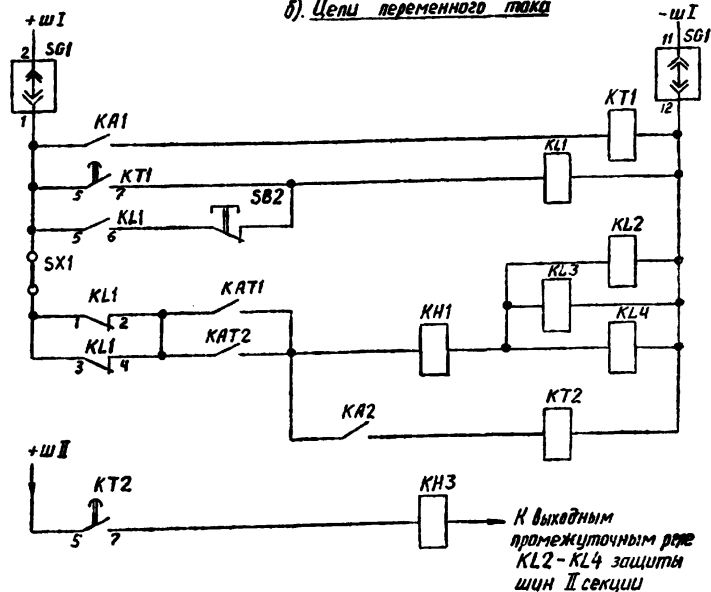 б). Цепи переменного тока
+шI
-шI
2 SG1
11 SG1
1
12
KA1
KT1
KT1
5 7
KL1
SB2
KL1
5 6
SX1
KL2
KL3
KL4
KL1
1 2
KAT1
KH1
KL1
3 4
KAT2
KA2
KT2
+шII
KT2
5 7
KH3
К выходным
промежуточным реле
KL2-KL4 защиты
шин II секции